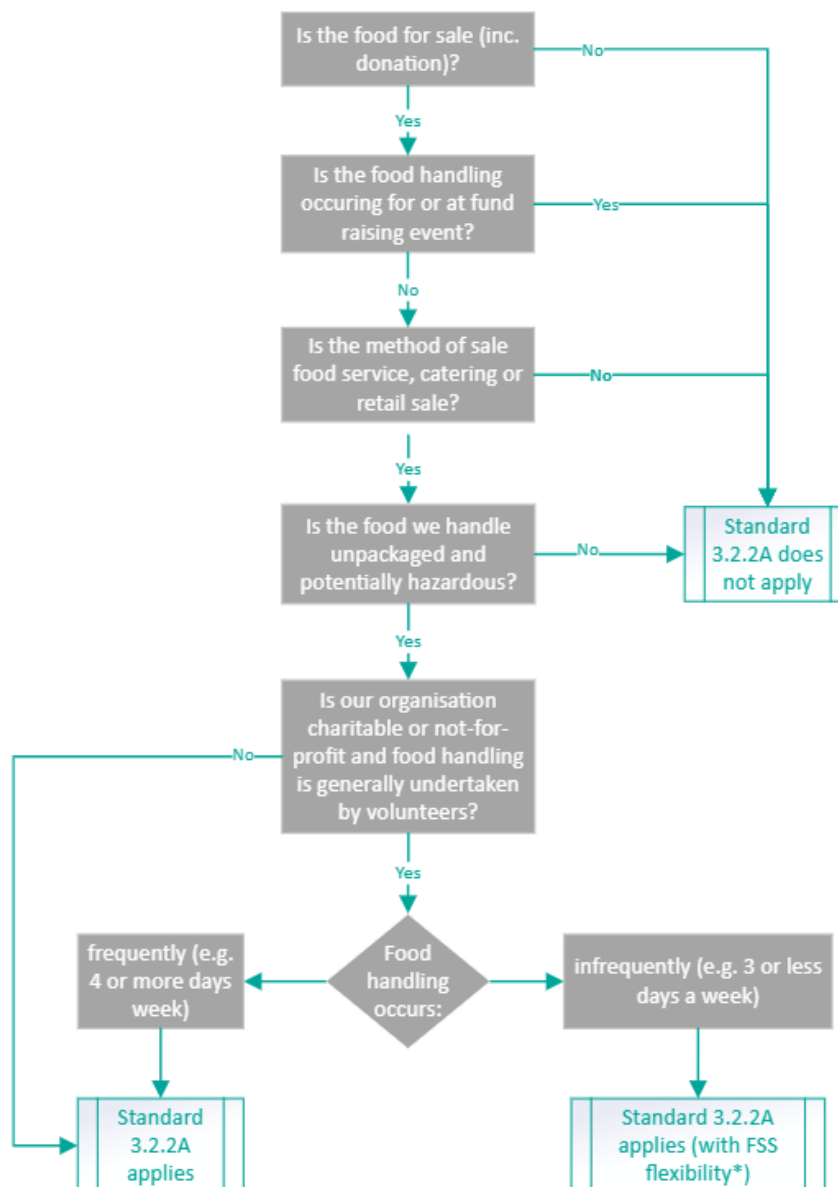 Is the food for sale (inc.
donation)?
No
Yes
Is the food handling
occuring for or at fund
raising event?
Yes
No
Is the method of sale
food service, catering or
retail sale?
No
Yes
Is the food we handle
unpackaged and
potentially hazardous?
No
Standard
3.2.2A does
not apply
Yes
Is our organisation
charitable or not-for-
profit and food handling
is generally undertaken
by volunteers?
No
Yes
frequently (e.g.
4 or more days
week)
Food
handling
occurs:
infrequently (e.g. 3 or less
days a week)
Standard
3.2.2A
applies
Standard 3.2.2A
applies (with FSS
flexibility*)